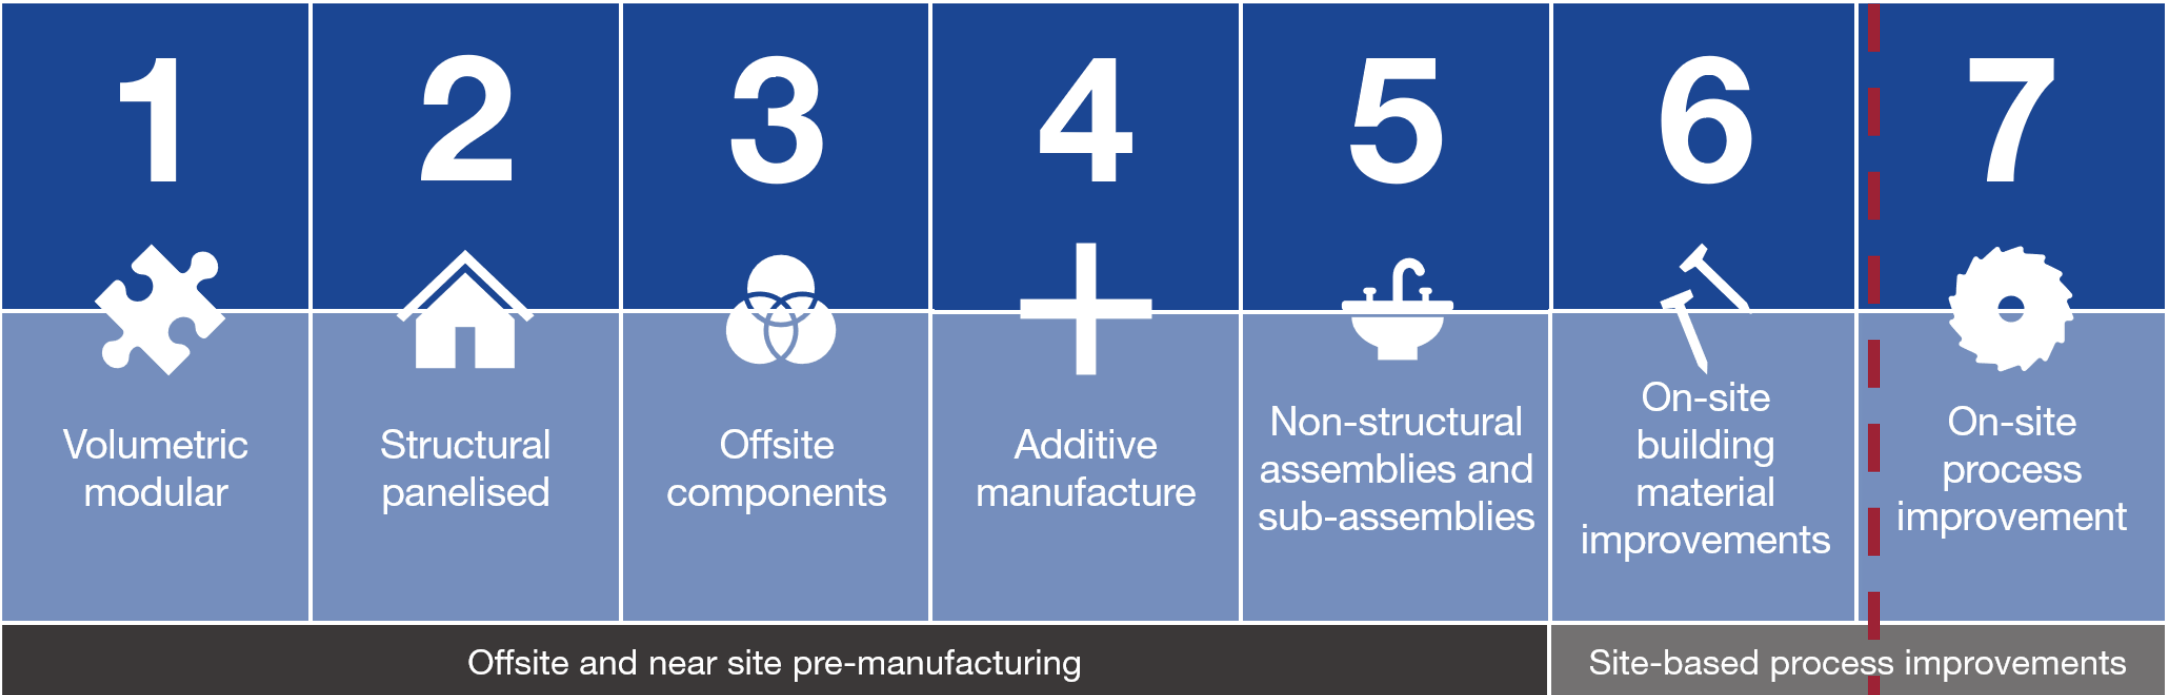 1
Volumetric
modular
2
Structural
panelised
3
Offsite
components
4
Additive
manufacture
5
Non-structural
assemblies and
sub-assemblies
6
On-site
building
material
improvements
7
On-site
process
improvement
Offsite and near site pre-manufacturing
Site-based process improvements